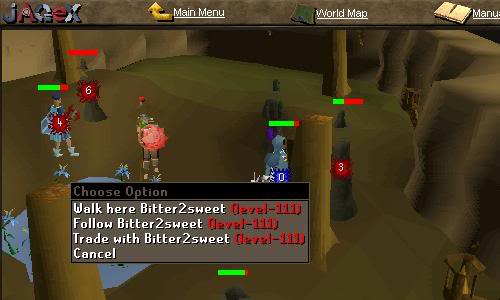 JAGeX
Main Menu
World Map
Manua
6
4
3
0
Choose Option
Walk here Bitter2sweet (level-111)
Follow Bitter2sweet (level-111)
Trade with Bitter2sweet (level-111)
Cancel